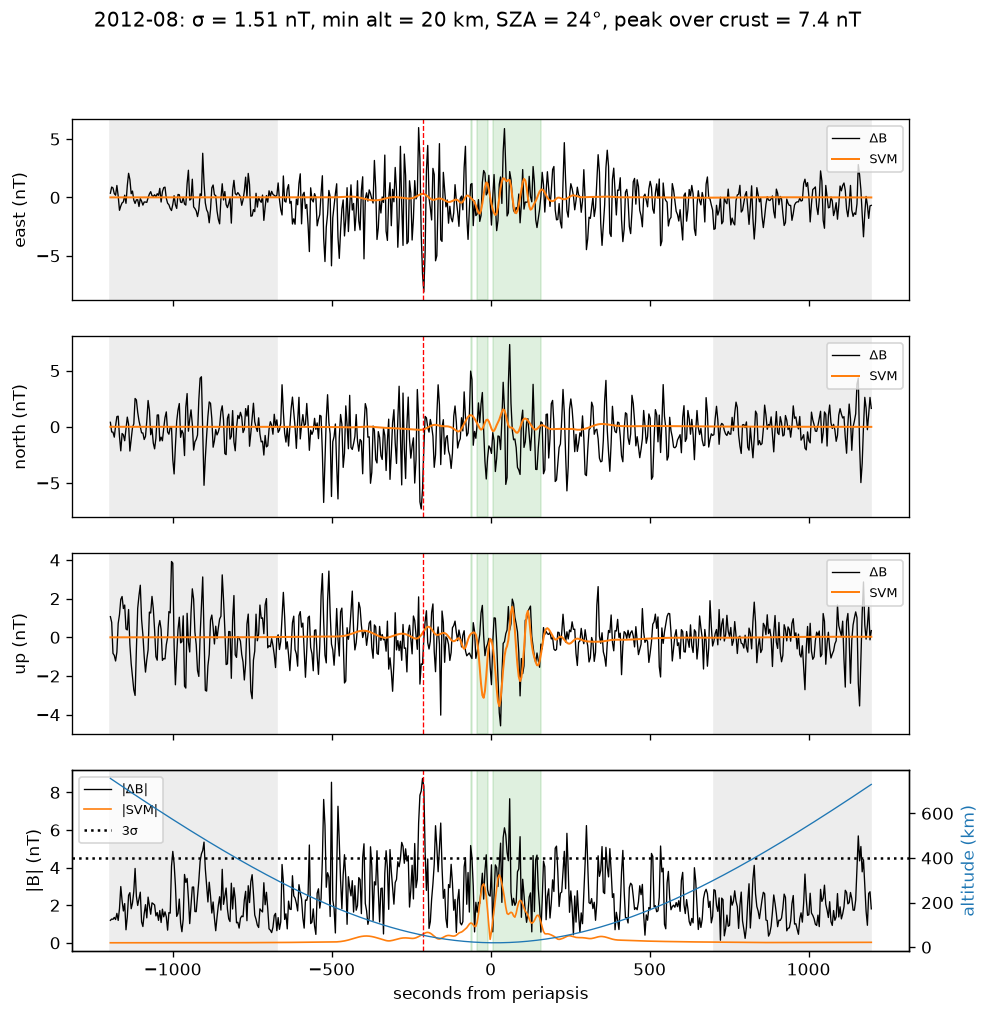 2012-08: σ = 1.51 nT, min alt = 20 km, SZA = 24°, peak over crust = 7.4 nT
5
0
−5
east (nT)
ΔB
SVM
5
0
−5
north (nT)
ΔB
SVM
4
2
0
−2
−4
up (nT)
ΔB
SVM
8
6
4
2
0
|B| (nT)
|ΔB|
|SVM|
3σ
600
400
200
0
altitude (km)
−1000
−500
0
500
1000
seconds from periapsis